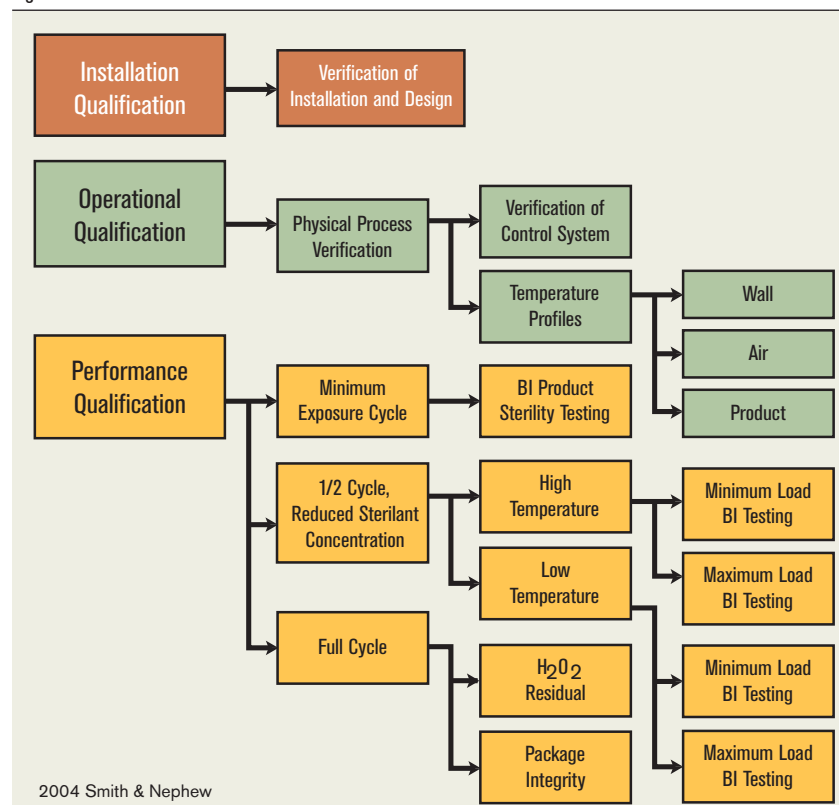 Installation
Qualification
Verification of
Installation and Design
Operational
Qualification
Physical Process
Verification
Verification of
Control System
Temperature
Profiles
Wall
Air
Product
Performance
Qualification
Minimum
Exposure Cycle
BI Product
Sterility Testing
1/2 Cycle,
Reduced Sterilant
Concentration
High
Temperature
Minimum Load
BI Testing
Maximum Load
BI Testing
Low
Temperature
Full Cycle
H2O2
Residual
Minimum Load
BI Testing
Package
Integrity
Maximum Load
BI Testing
2004 Smith & Nephew